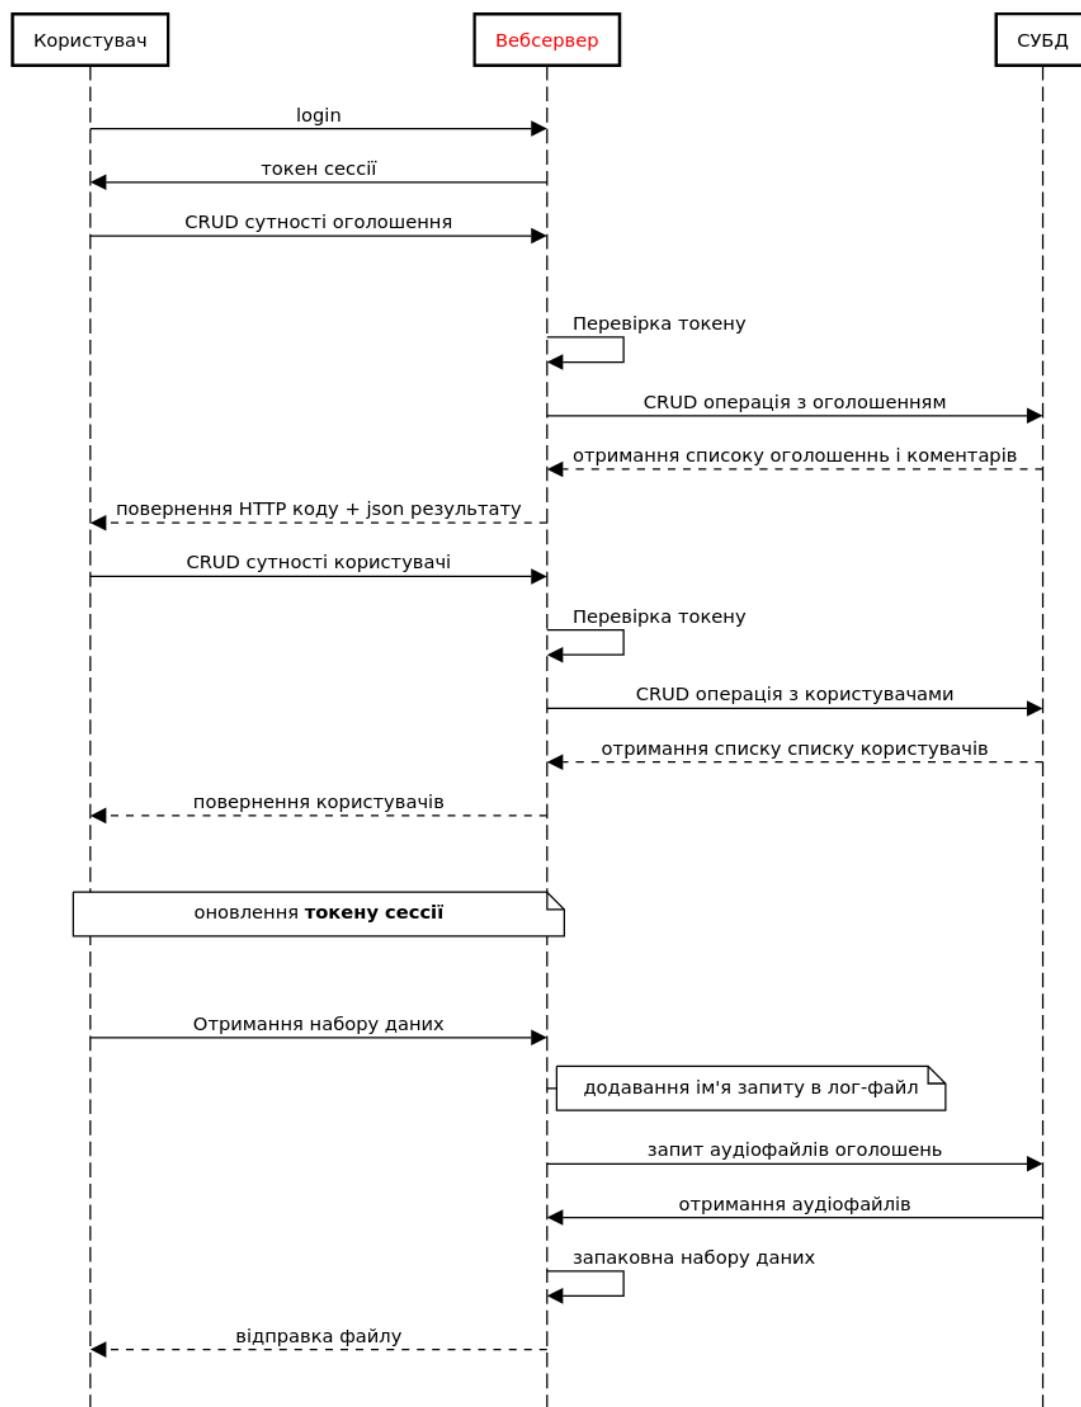 Користувач
Вебсервер
СУБД
login
токен сессії
CRUD сутності оголошення
Перевірка токену
CRUD операція з оголошенням
отримання списоку оголошеннь і коментарів
повернення HTTP коду + json результату
CRUD сутності користувачі
Перевірка токену
CRUD операція з користувачами
отримання списку списку користувачів
повернення користувачів
оновлення токену сессії
Отримання набору даних
додавання ім'я запиту в лог-файл
запит аудіофайлів оголошень
отримання аудіофайлів
запаковна набору даних
відправка файлу